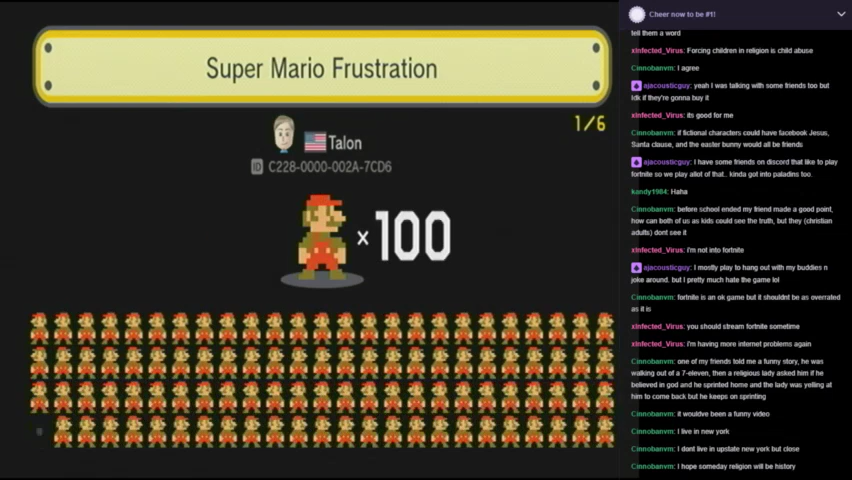 Super Mario Frustration
1/6
Talon
ID C228-0000-002A-7CD6
×100
Cheer now to be #1!
tell them a word
xInfected_Virus: Forcing children in religion is child abuse
Cinnobanvm: I agree
ajacousticguy: yeah I was talking with some friends too but
Idk if they're gonna buy it
xInfected_Virus: its good for me
Cinnobanvm: if fictional characters could have facebook Jesus,
Santa clause, and the easter bunny would all be friends
ajacousticguy: I have some friends on discord that like to play
fortnite so we play allot of that.. kinda got into paladins too.
kandy1984: Haha
Cinnobanvm: before school ended my friend made a good point,
how can both of us as kids could see the truth, but they (christian
adults) dont see it
xInfected_Virus: i'm not into fortnite
ajacousticguy: I mostly play to hang out with my buddies n
joke around. but I pretty much hate the game lol
Cinnobanvm: fortnite is an ok game but it shouldnt be as overrated
as it is
xInfected_Virus: you should stream fortnite sometime
xInfected_Virus: i'm having more internet problems again
Cinnobanvm: one of my friends told me a funny story, he was
walking out of a 7-eleven, then a religious lady asked him if he
believed in god and he sprinted home and the lady was yelling at
him to come back but he keeps on sprinting
Cinnobanvm: it wouldve been a funny video
Cinnobanvm: I live in new york
Cinnobanvm: I dont live in upstate new york but close
Cinnobanvm: I hope someday religion will be history